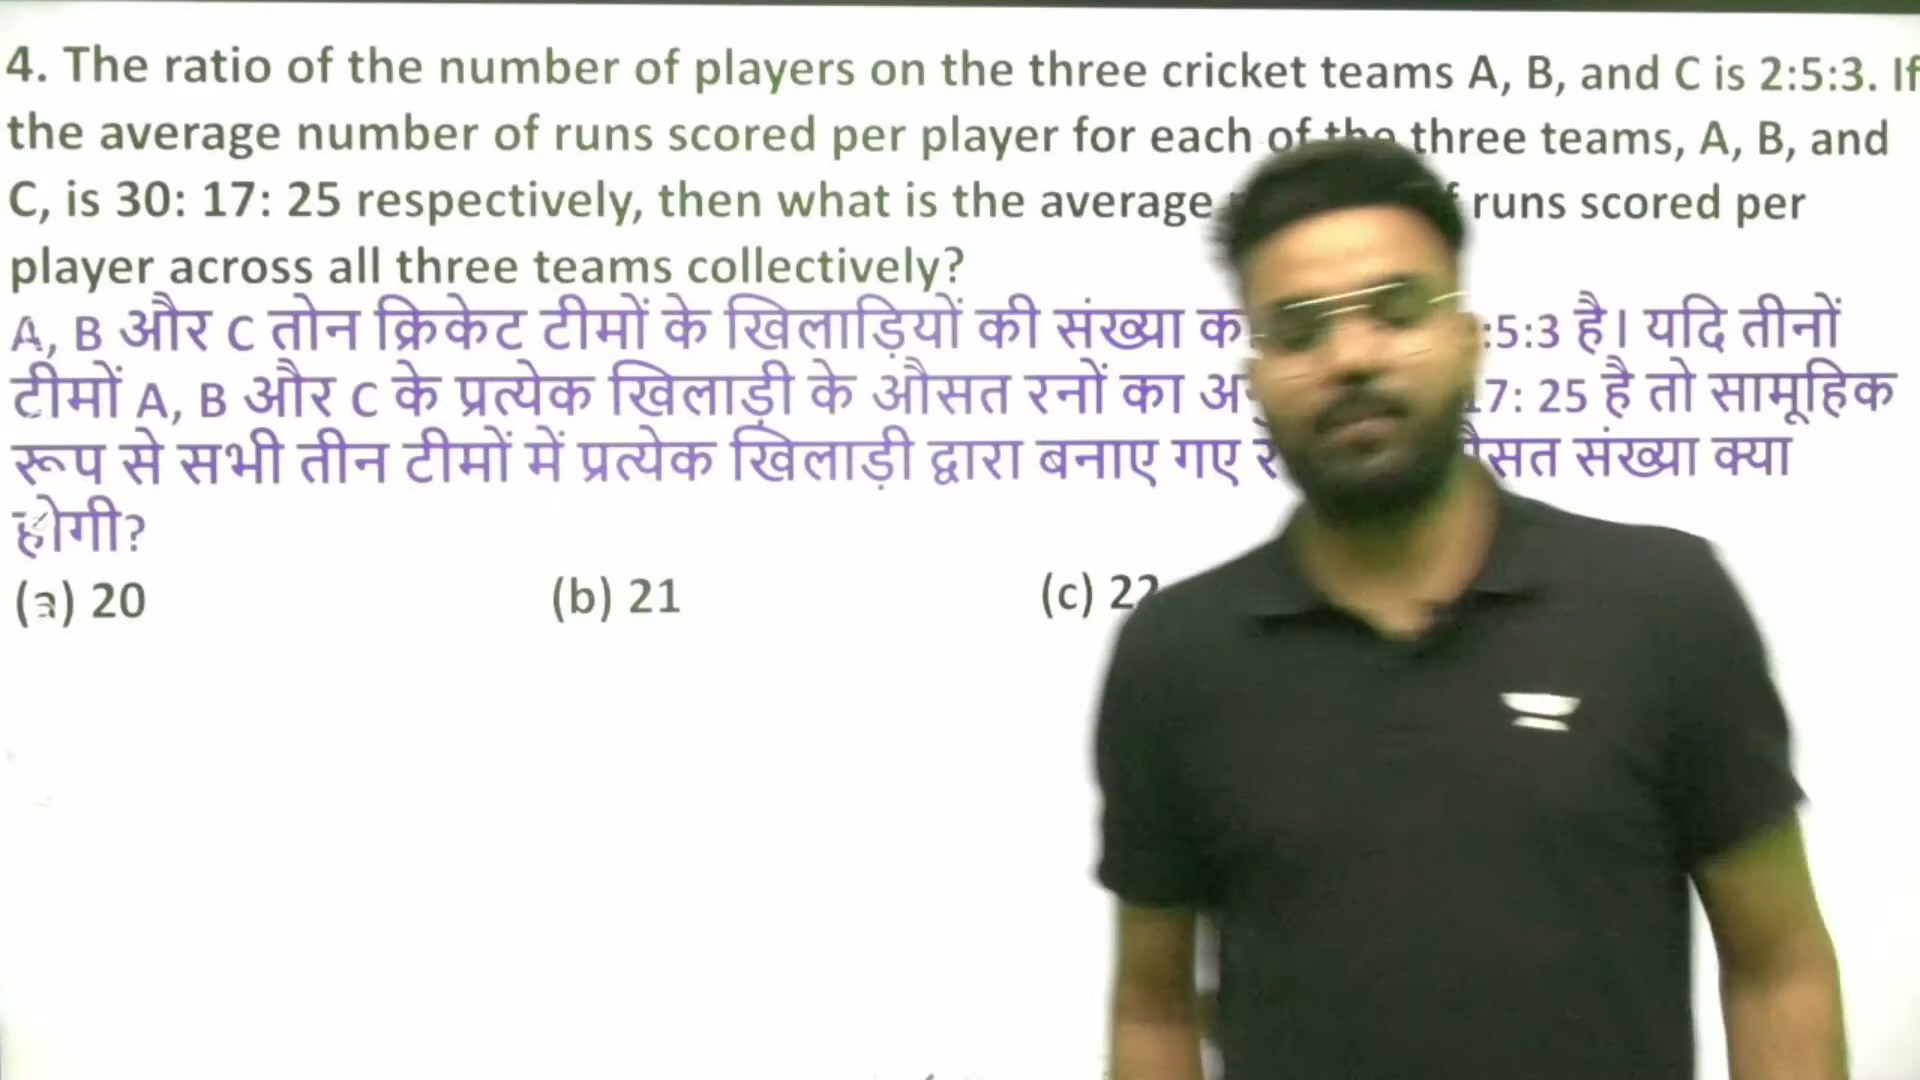 4. The ratio of the number of players on the three cricket teams A, B, and C is 2:5:3. If
the average number of runs scored per player for each of the three teams, A, B, and
C, is 30: 17: 25 respectively, then what is the average runs scored per
player across all three teams collectively?
A, B और C तीन क्रिकेट टीमों के खिलाड़ियों की संख्या :5:3 है। यदि तीनों
टीमों A, B और C के प्रत्येक खिलाड़ी के औसत रनों का 17: 25 है तो सामूहिक
रूप से सभी तीन टीमों में प्रत्येक खिलाड़ी द्वारा बनाए गए संख्या क्या
होगी?
(a) 20 (b) 21 (c) 22